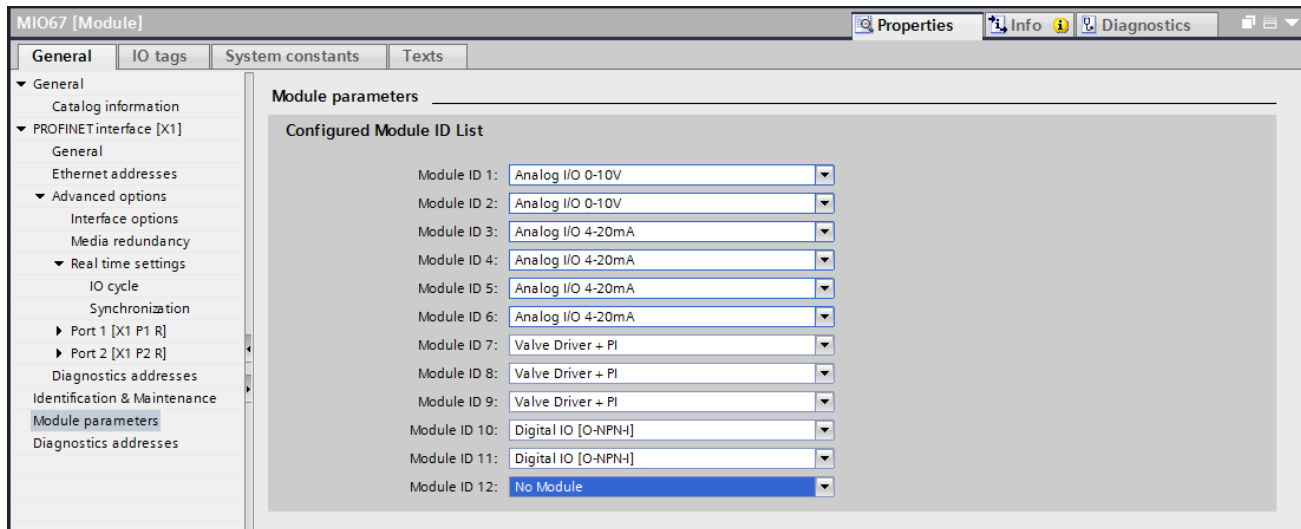 MIO67 [Module]
Properties
Info
Diagnostics
General
IO tags
System constants
Texts
General
Catalog information
PROFINET interface [X1]
General
Ethernet addresses
Advanced options
Interface options
Media redundancy
Real time settings
IO cycle
Synchronization
Port 1 [X1 P1 R]
Port 2 [X1 P2 R]
Diagnostics addresses
Identification & Maintenance
Module parameters
Diagnostics addresses
Module parameters
Configured Module ID List
Module ID 1: Analog I/O 0-10V
Module ID 2: Analog I/O 0-10V
Module ID 3: Analog I/O 4-20mA
Module ID 4: Analog I/O 4-20mA
Module ID 5: Analog I/O 4-20mA
Module ID 6: Analog I/O 4-20mA
Module ID 7: Valve Driver + PI
Module ID 8: Valve Driver + PI
Module ID 9: Valve Driver + PI
Module ID 10: Digital IO [O-NPN-I]
Module ID 11: Digital IO [O-NPN-I]
Module ID 12: No Module